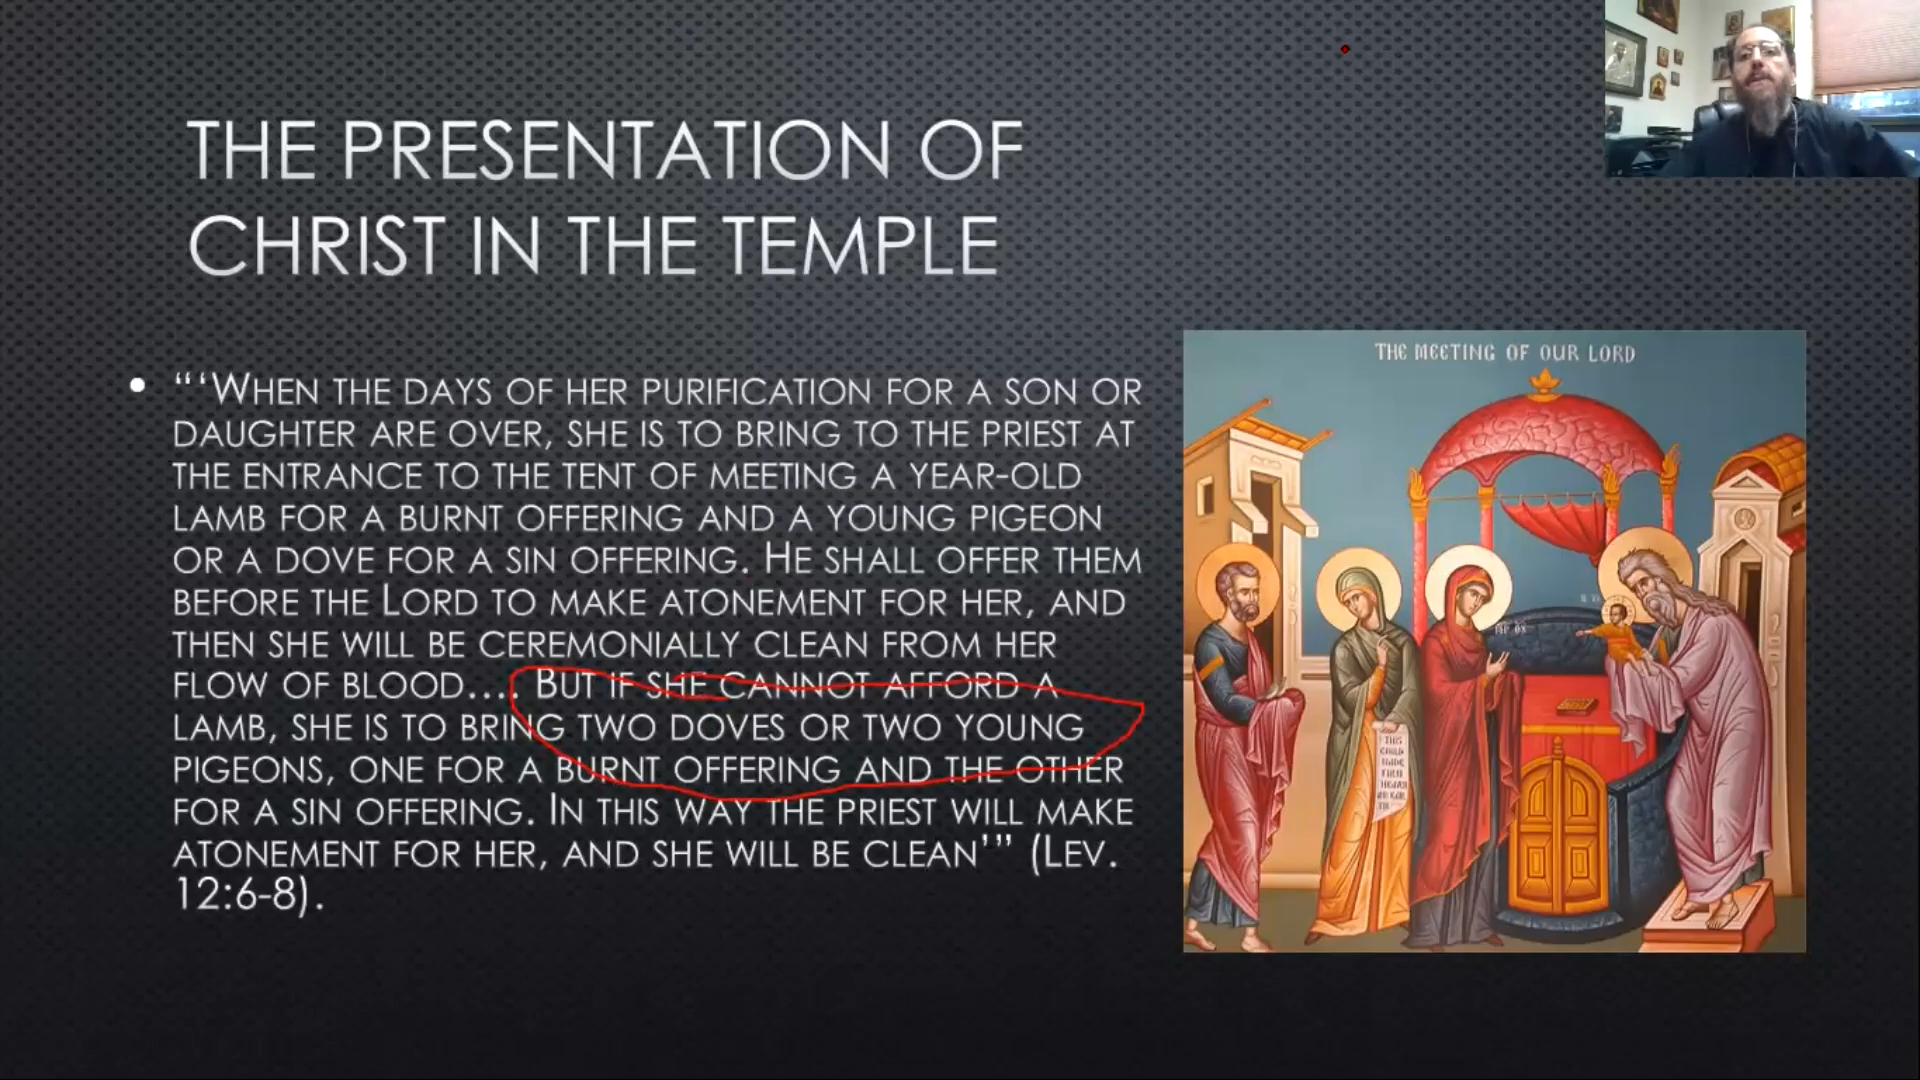 THE PRESENTATION OF
CHRIST IN THE TEMPLE
• “‘WHEN THE DAYS OF HER PURIFICATION FOR A SON OR
DAUGHTER ARE OVER, SHE IS TO BRING TO THE PRIEST AT
THE ENTRANCE TO THE TENT OF MEETING A YEAR-OLD
LAMB FOR A BURNT OFFERING AND A YOUNG PIGEON
OR A DOVE FOR A SIN OFFERING. HE SHALL OFFER THEM
BEFORE THE LORD TO MAKE ATONEMENT FOR HER, AND
THEN SHE WILL BE CEREMONIALLY CLEAN FROM HER
FLOW OF BLOOD.... BUT IF SHE CANNOT AFFORD A
LAMB, SHE IS TO BRING TWO DOVES OR TWO YOUNG
PIGEONS, ONE FOR A BURNT OFFERING AND THE OTHER
FOR A SIN OFFERING. IN THIS WAY THE PRIEST WILL MAKE
ATONEMENT FOR HER, AND SHE WILL BE CLEAN’” (LEV.
12:6-8).
THE MEETING OF OUR LORD
THIS
CHILD